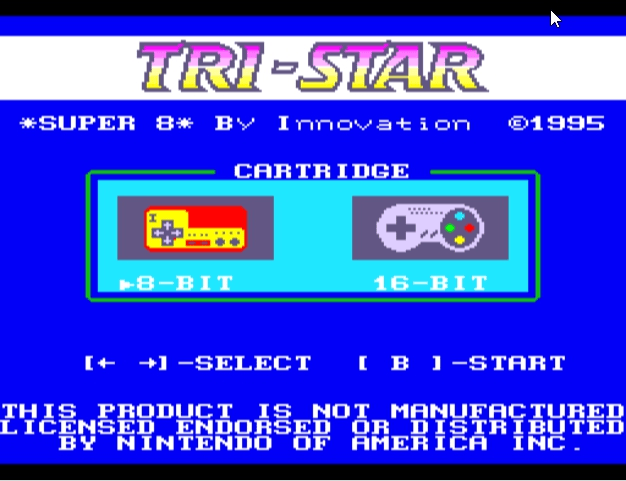 TRI-STAR
*SUPER 8* By Innovation ©1995
CARTRIDGE
▶8-BIT 16-BIT
[← →]-SELECT [ B ]-START
THIS PRODUCT IS NOT MANUFACTURED
LICENSED ENDORSED OR DISTRIBUTED
BY NINTENDO OF AMERICA INC.